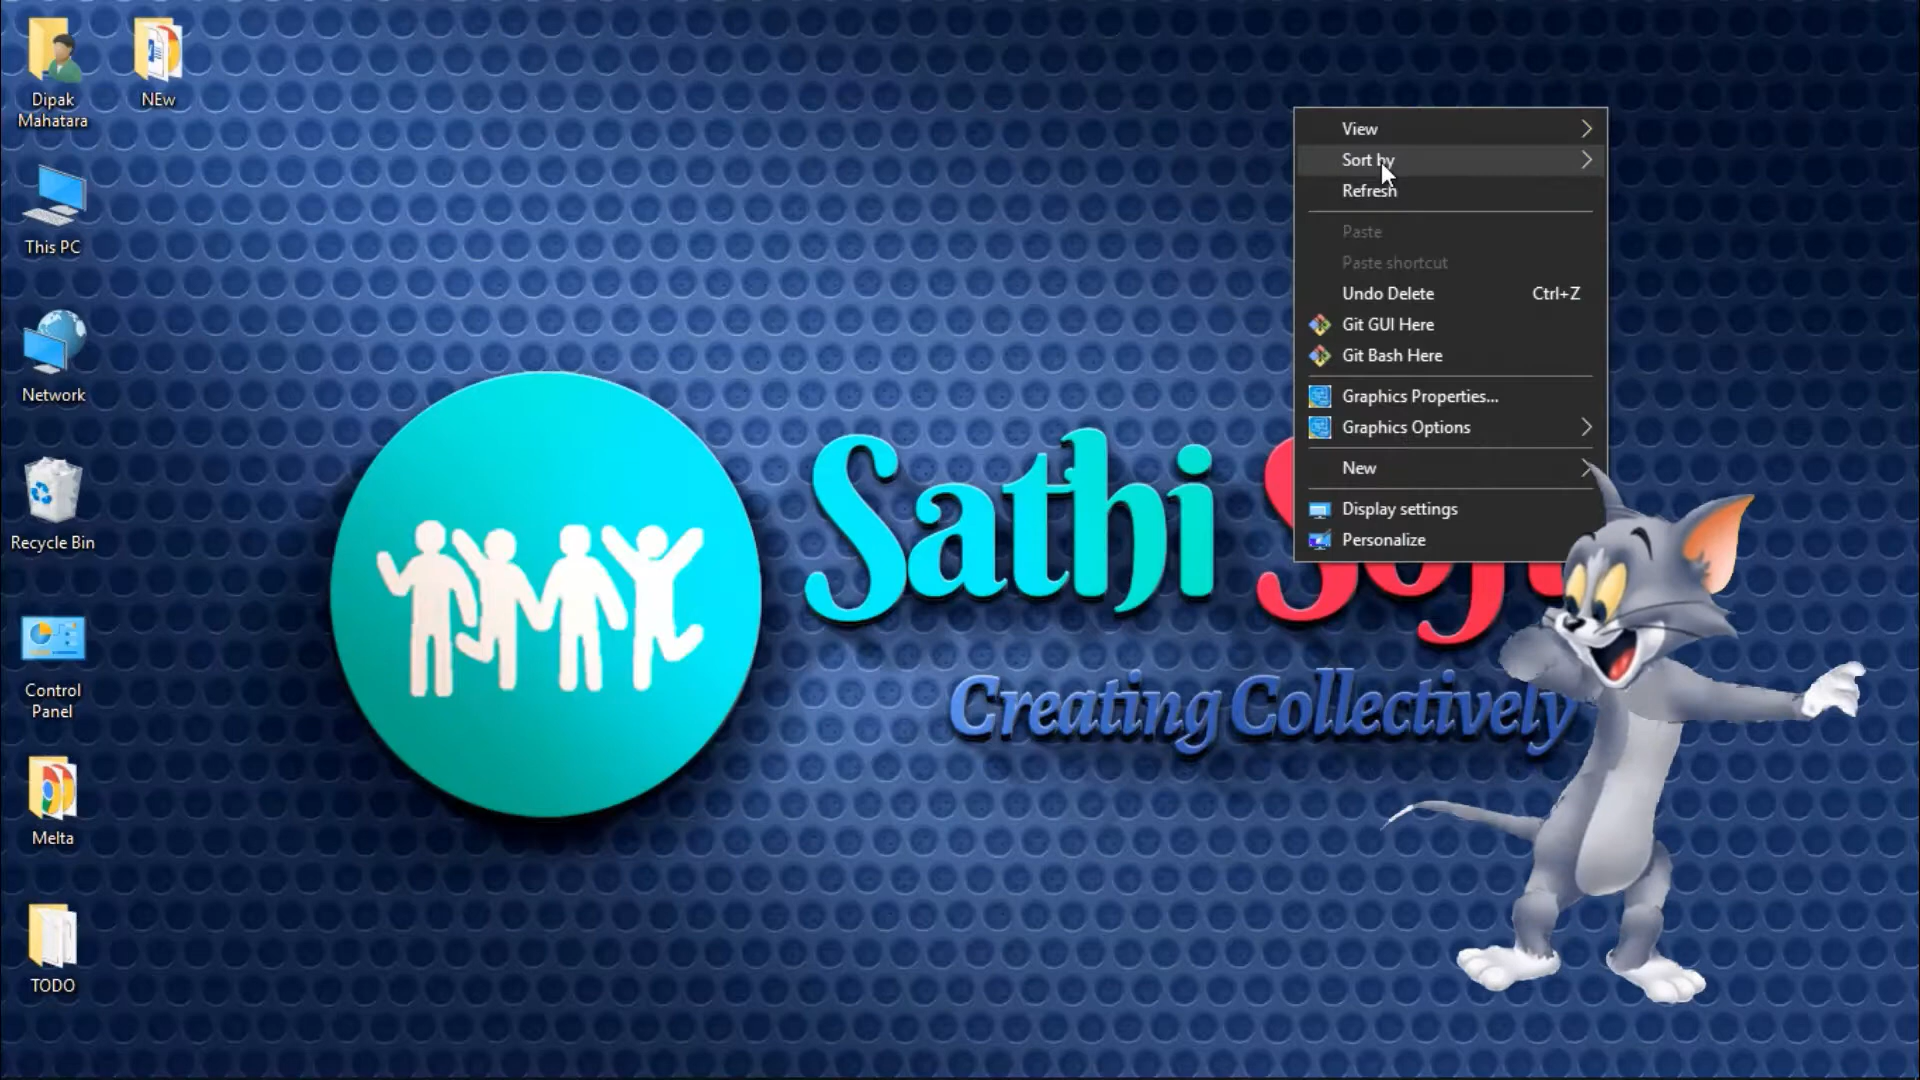 Dipak
Mahatara
NEw
This PC
Network
Recycle Bin
Control
Panel
Melta
TODO
Sathi
Creating Collectively
View
Sort by
Refresh
Paste
Paste shortcut
Undo Delete Ctrl+Z
Git GUI Here
Git Bash Here
Graphics Properties...
Graphics Options
New
Display settings
Personalize